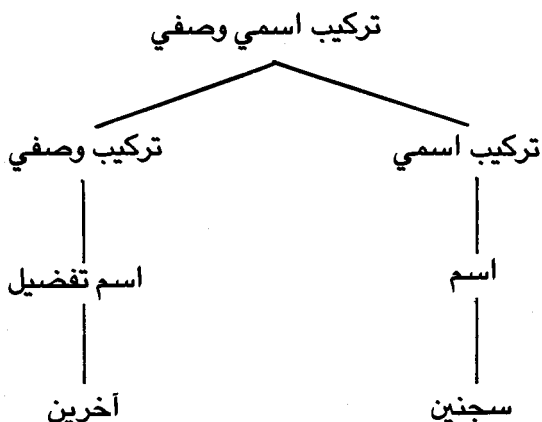 تركيب اسمي وصفي
تركيب اسمي تركيب وصفي
اسم اسم تفضيل
سجنين آخرين